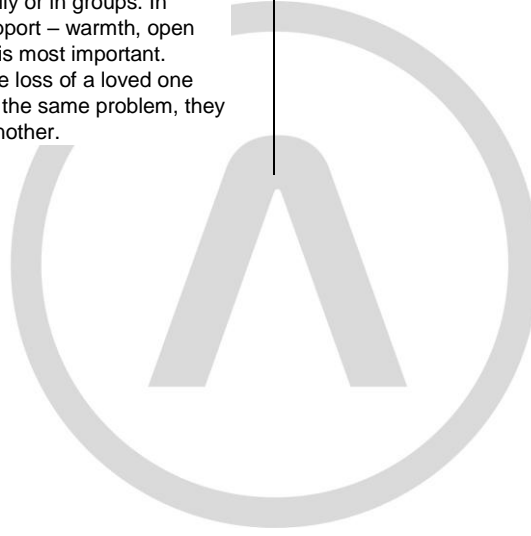 ly or in groups. In
port – warmth, open
is most important.
e loss of a loved one
the same problem, they
nother.